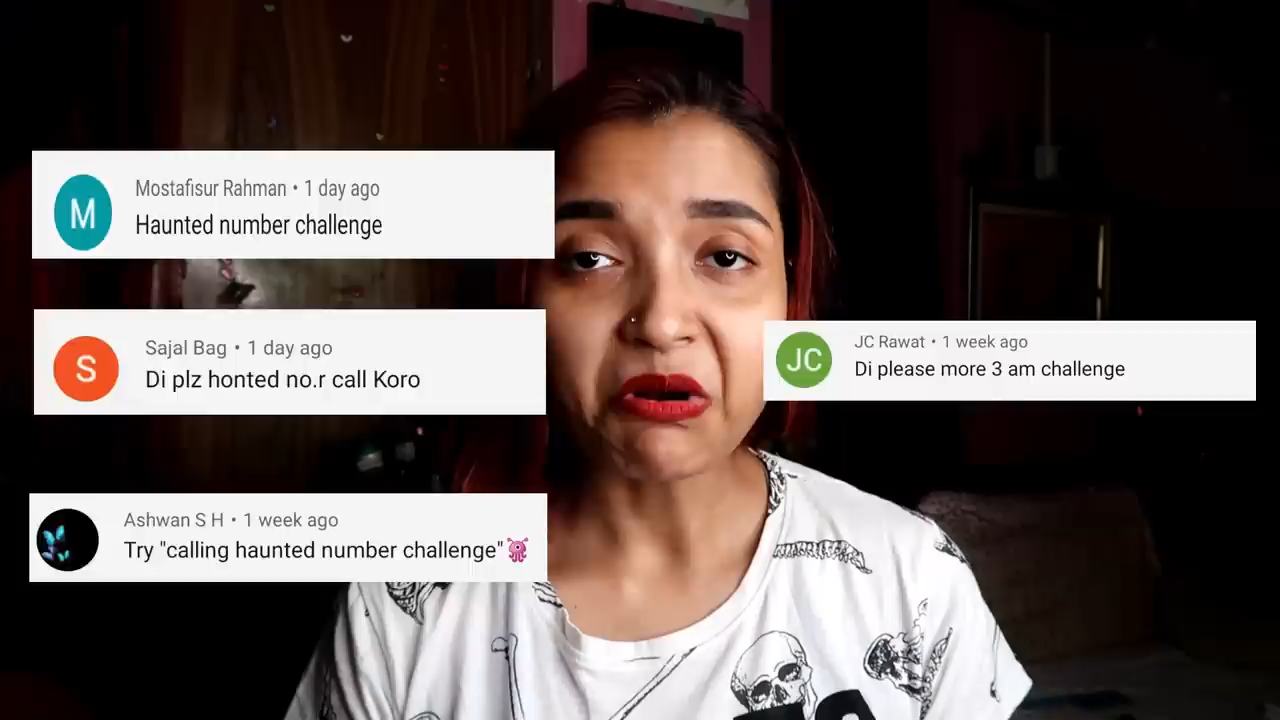 Mostafisur Rahman • 1 day ago
Haunted number challenge
Sajal Bag • 1 day ago
Di plz honted no.r call Koro
JC Rawat • 1 week ago
Di please more 3 am challenge
Ashwan S H • 1 week ago
Try "calling haunted number challenge"👾